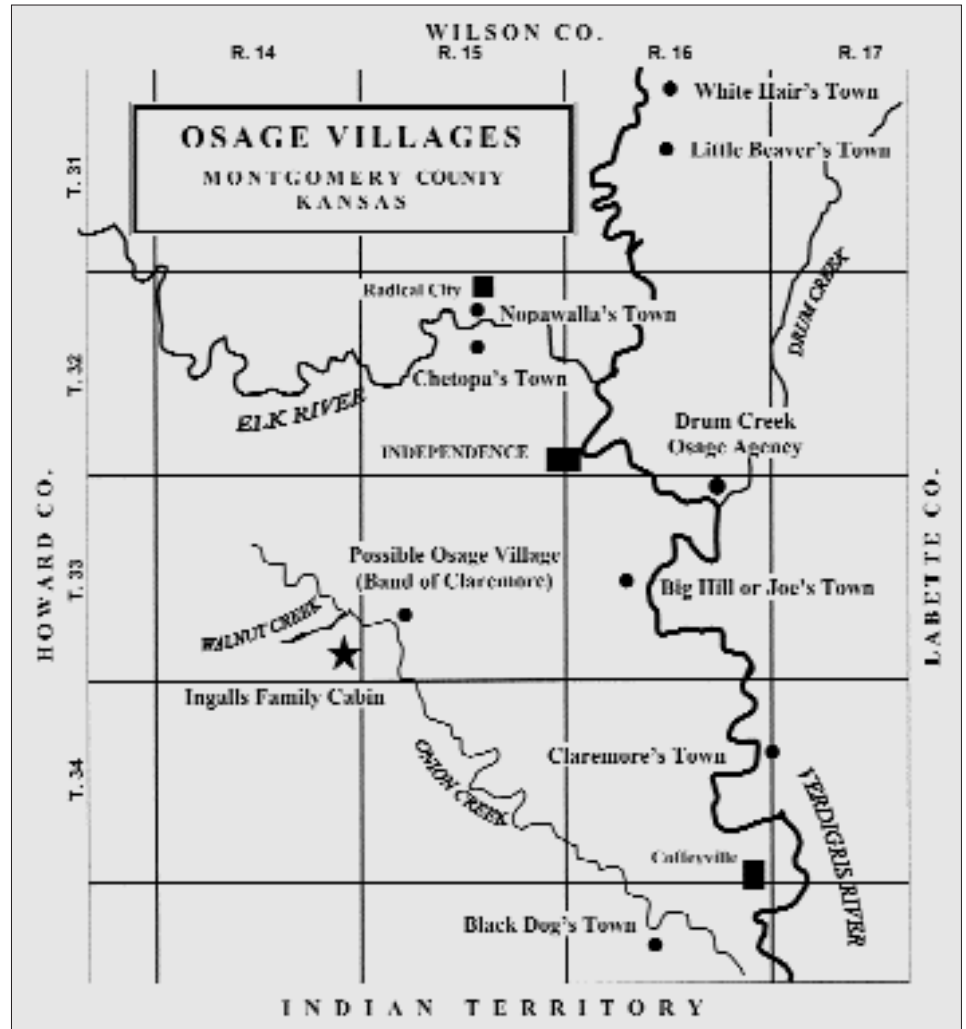 WILSON CO.
R. 14
R. 15
R. 16
R. 17
OSAGE VILLAGES
MONTGOMERY COUNTY
KANSAS
White Hair's Town
Little Beaver's Town
T. 31
DRUM CREEK
Radical City
Nopawalla's Town
T. 32
Chetopa's Town
ELK RIVER
Drum Creek
Osage Agency
INDEPENDENCE
HOWARD CO.
LABETTE CO.
T. 33
Possible Osage Village
(Band of Claremore)
Big Hill or Joe's Town
WALNUT CREEK
Ingalls Family Cabin
T. 34
ONION CREEK
Claremore's Town
VERDIGRIS RIVER
Coffeyville
Black Dog's Town
INDIAN TERRITORY